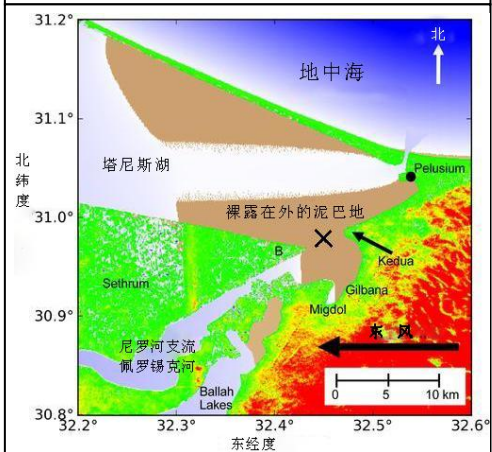 31.2°
北
地中海
31.1°
塔尼斯湖
Pelusium
北
纬
度
31.0°
裸露在外的泥巴地
B
Kedua
Sethrum
Gilbana
Migdol
30.9°
东 风
尼罗河支流
佩罗锡克河
Ballah
Lakes
0 5 10 km
30.8°
32.2° 32.3° 32.4° 32.5° 32.6°
东经度